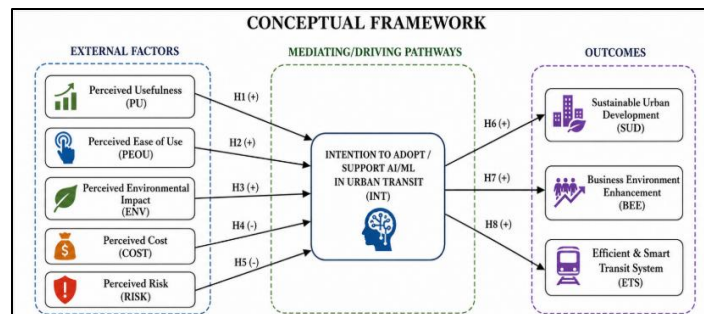 CONCEPTUAL FRAMEWORK
EXTERNAL FACTORS
Perceived Usefulness
(PU)
Perceived Ease of Use
(PEOU)
Perceived Environmental
Impact
(ENV)
Perceived Cost
(COST)
Perceived Risk
(RISK)
H1 (+)
H2 (+)
H3 (+)
H4 (-)
H5 (-)
MEDIATING/DRIVING PATHWAYS
INTENTION TO ADOPT /
SUPPORT AI/ML
IN URBAN TRANSIT
(INT)
H6 (+)
H7 (+)
H8 (+)
OUTCOMES
Sustainable Urban
Development
(SUD)
Business Environment
Enhancement
(BEE)
Efficient & Smart
Transit System
(ETS)